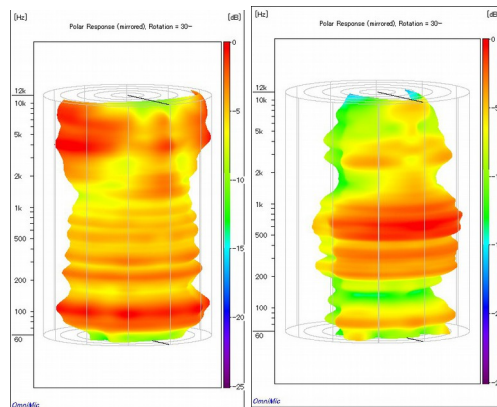 [Hz]
Polar Response (mirrored), Rotation = 30~
[dB]
0
12k
10k
5k
2k
1k
500
200
100
60
-5
-10
-15
-20
-25
OmniMic
[Hz]
Polar Response (mirrored), Rotation = 30~
[dB]
0
12k
10k
5k
2k
1k
500
200
100
60
OmniMic